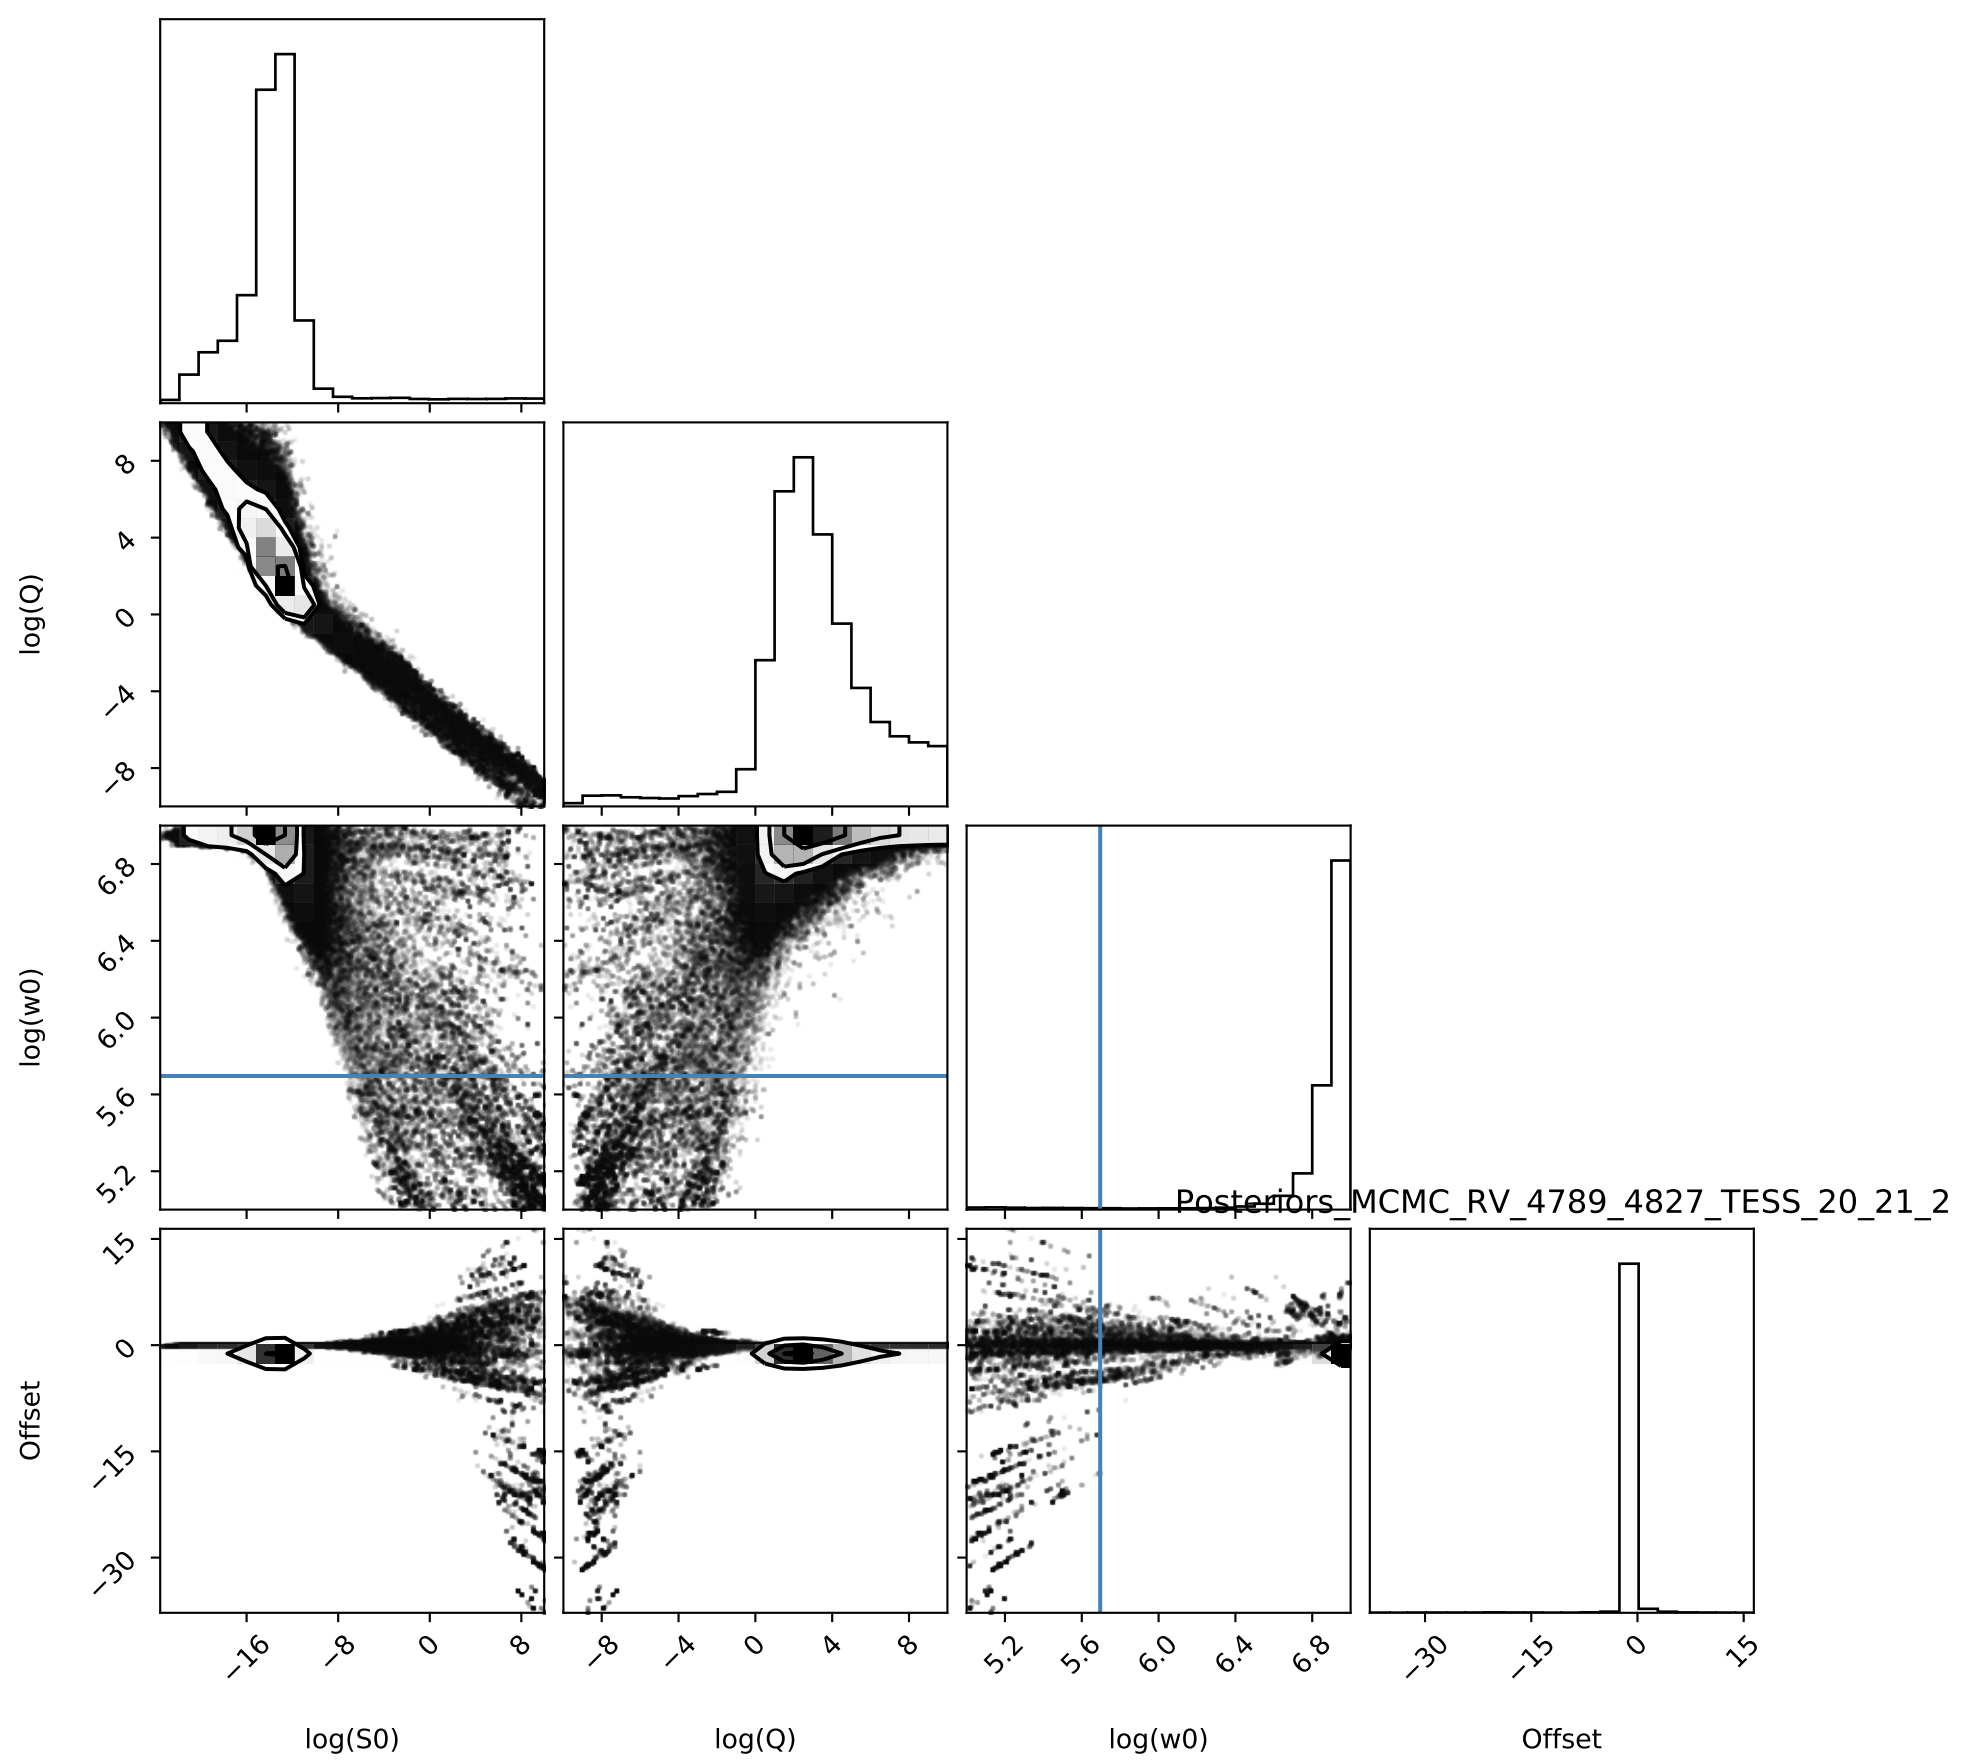 8
4
0
−4
−8
log(Q)
6.8
6.4
6.0
5.6
5.2
log(w0)
Posteriors_MCMC_RV_4789_4827_TESS_20_21_2
15
0
−15
−30
Offset
−16 −8 0 8
−8 −4 0 4 8
5.2 5.6 6.0 6.4 6.8
−30 −15 0 15
log(S0) log(Q) log(w0) Offset